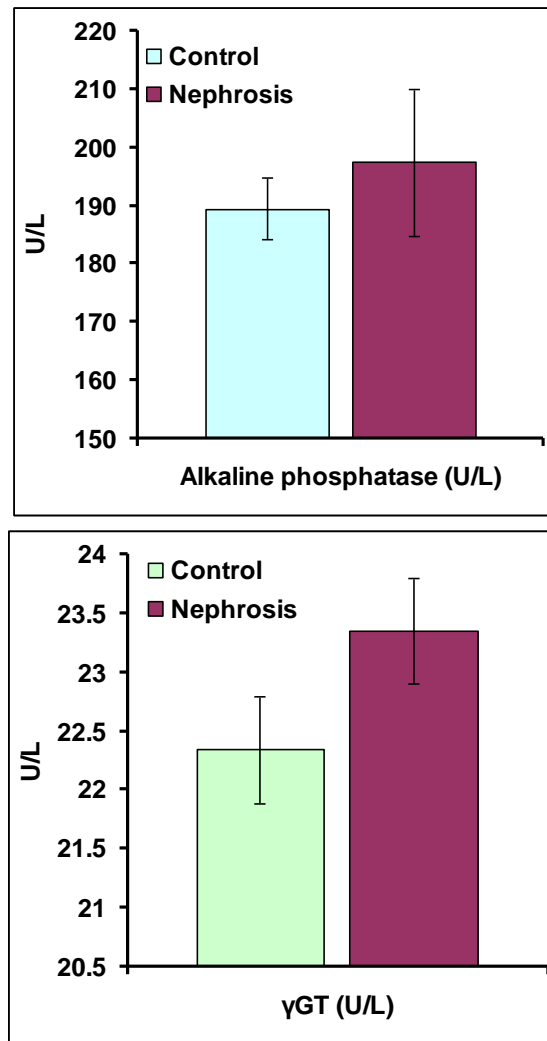 220
210
200
190
180
170
160
150
U/L
Control
Nephrosis
Alkaline phosphatase (U/L)
24
23.5
23
22.5
22
21.5
21
20.5
U/L
Control
Nephrosis
γGT (U/L)